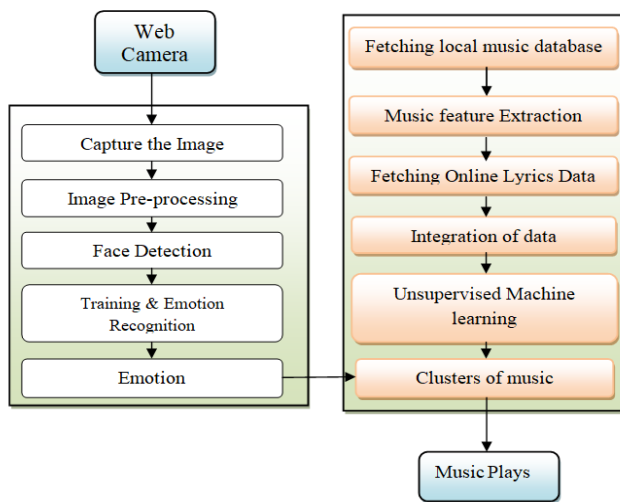 Web
Camera
Capture the Image
Image Pre-processing
Face Detection
Training & Emotion
Recognition
Emotion
Fetching local music database
Music feature Extraction
Fetching Online Lyrics Data
Integration of data
Unsupervised Machine
learning
Clusters of music
Music Plays